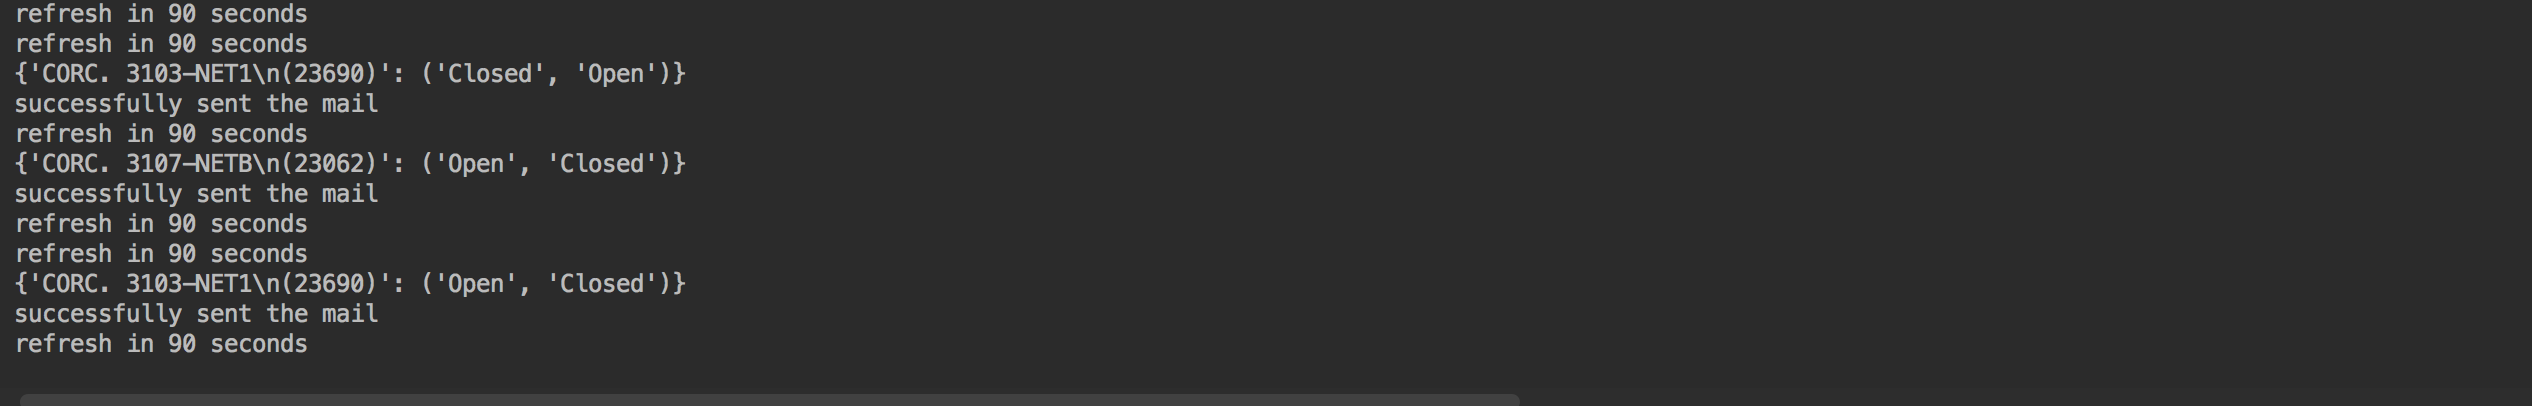 refresh in 90 seconds
refresh in 90 seconds
{'CORC. 3103-NET1\n(23690)': ('Closed', 'Open')}
successfully sent the mail
refresh in 90 seconds
{'CORC. 3107-NETB\n(23062)': ('Open', 'Closed')}
successfully sent the mail
refresh in 90 seconds
refresh in 90 seconds
{'CORC. 3103-NET1\n(23690)': ('Open', 'Closed')}
successfully sent the mail
refresh in 90 seconds